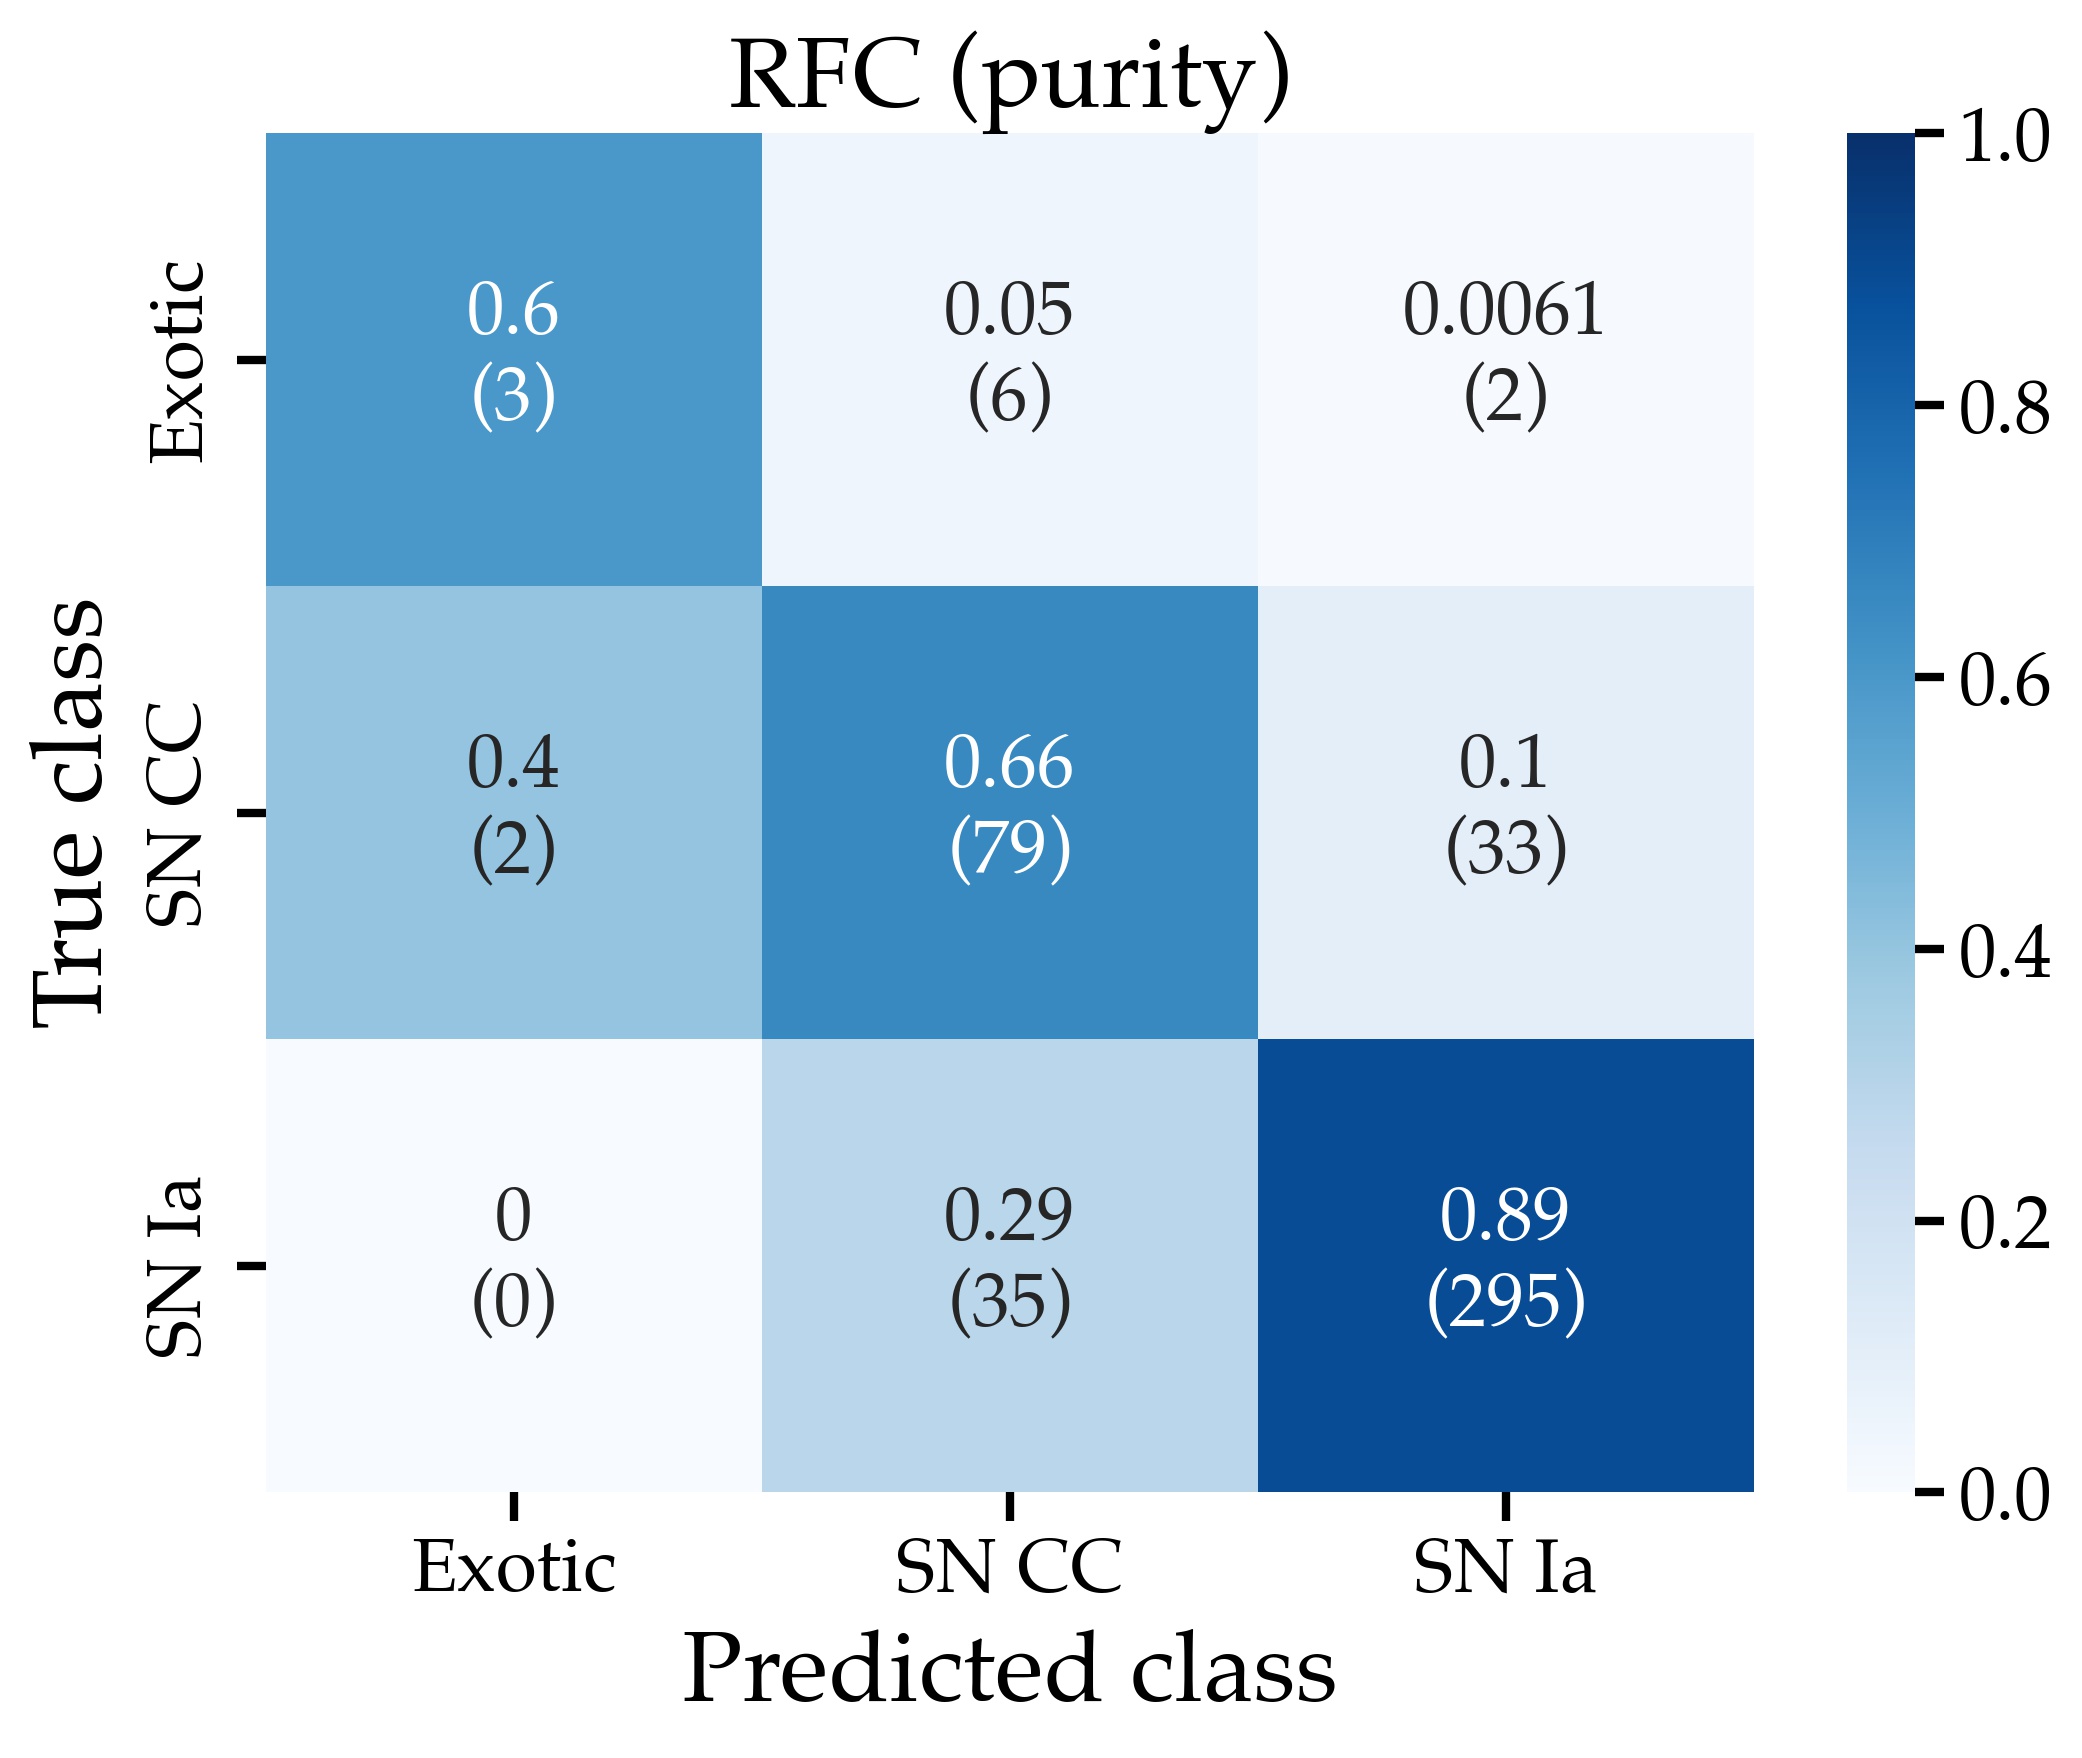 RFC (purity)
True class
Exotic
0.6
(3)
0.05
(6)
0.0061
(2)
SN CC
0.4
(2)
0.66
(79)
0.1
(33)
SN Ia
0
(0)
0.29
(35)
0.89
(295)
Exotic
SN CC
SN Ia
Predicted class
1.0
0.8
0.6
0.4
0.2
0.0